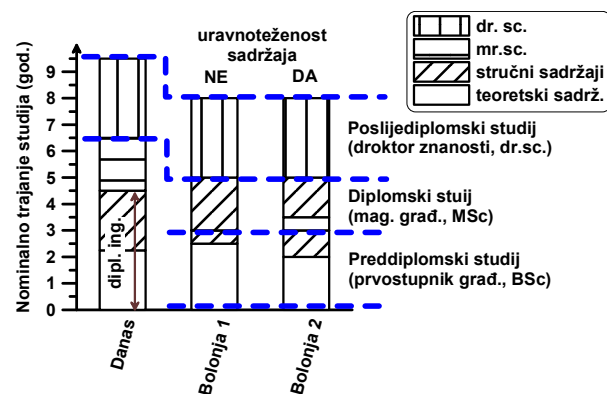 uravnoteženost
sadržaja
NE
DA
dr. sc.
mr.sc.
stručni sadržaji
teoretski sadrž.
Nominalno trajanje studija (god.)
9
8
7
6
5
4
3
2
1
0
dipl. ing.
Poslijediplomski studij
(droktor znanosti, dr.sc.)
Diplomski stuij
(mag. građ., MSc)
Preddiplomski studij
(prvostupnik građ., BSc)
Danas
Bolonja 1
Bolonja 2